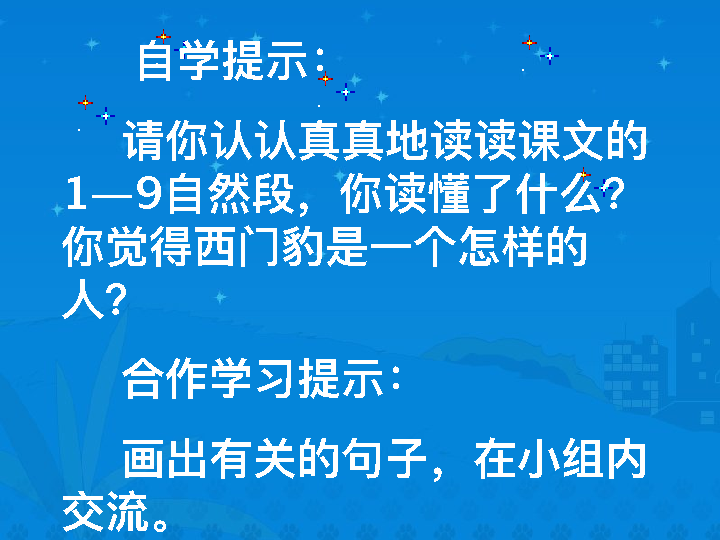 自学提示：
请你认认真真地读读课文的
1—9自然段，你读懂了什么？
你觉得西门豹是一个怎样的
人？
合作学习提示：
画出有关的句子，在小组内
交流。